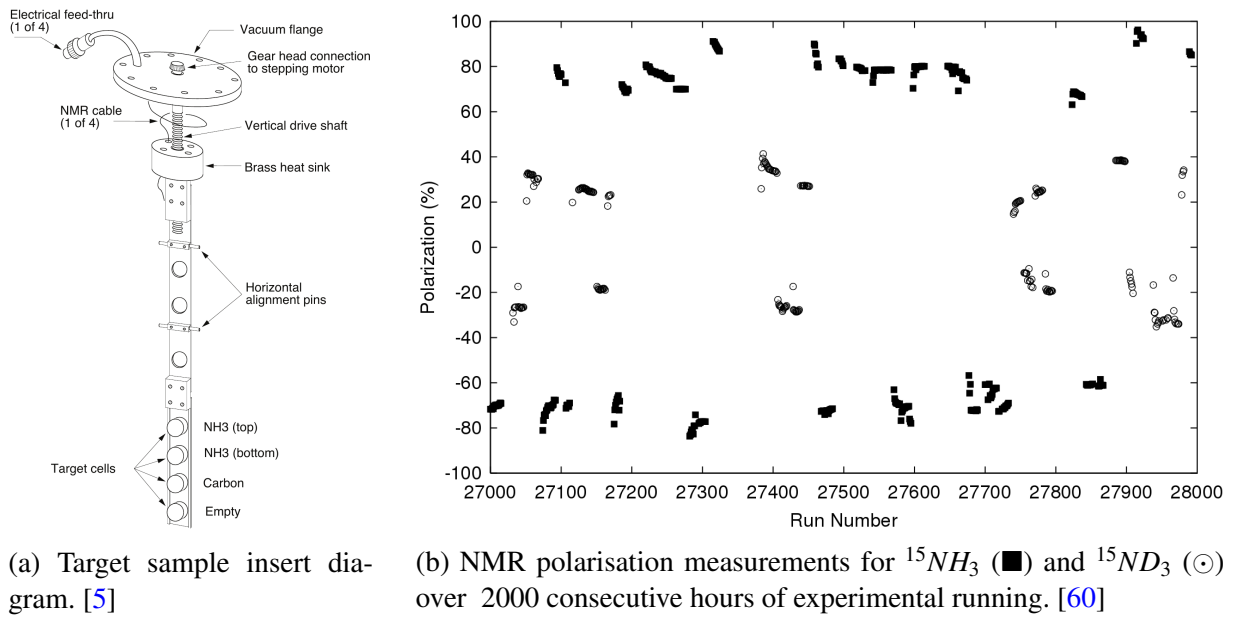 Electrical feed-thru
(1 of 4)
Vacuum flange
Gear head connection
to stepping motor
NMR cable
(1 of 4)
Vertical drive shaft
Brass heat sink
Horizontal
alignment pins
NH3 (top)
NH3 (bottom)
Target cells
Carbon
Empty
(a) Target sample insert dia-
gram. [5]
Polarization (%)
100
80
60
40
20
0
-20
-40
-60
-80
-100
27000 27100 27200 27300 27400 27500 27600 27700 27800 27900 28000
Run Number
(b) NMR polarisation measurements for ¹⁵NH₃ (■) and ¹⁵ND₃ (⊙)
over 2000 consecutive hours of experimental running. [60]